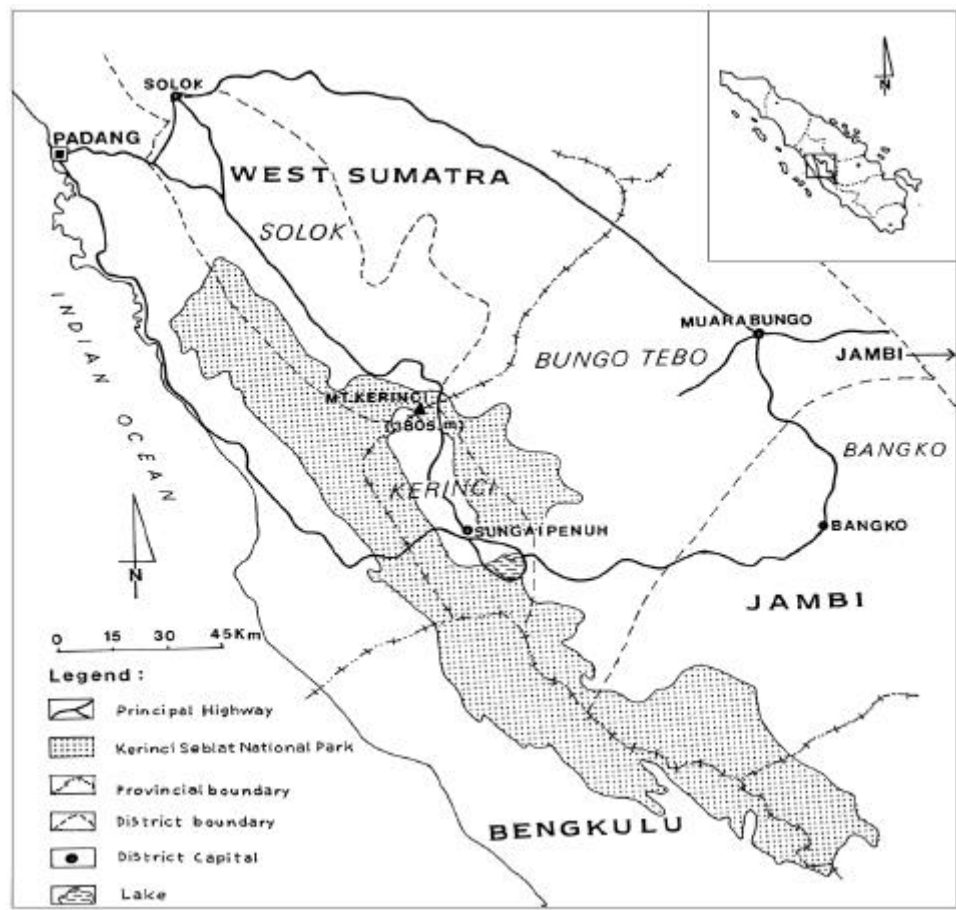 N
SOLOK
PADANG
WEST SUMATRA
SOLOK
INDIAN OCEAN
MUARABUNGO
BUNGO TEBO
JAMBI
MT.KERINCI
(3805 m)
BANGKO
KERINCI
SUNGAIPENUH
BANGKO
N
JAMBI
0 15 30 45Km
Legend :
Principal Highway
Kerinci Seblat National Park
Provincial boundary
District boundary
BENGKULU
District Capital
Lake